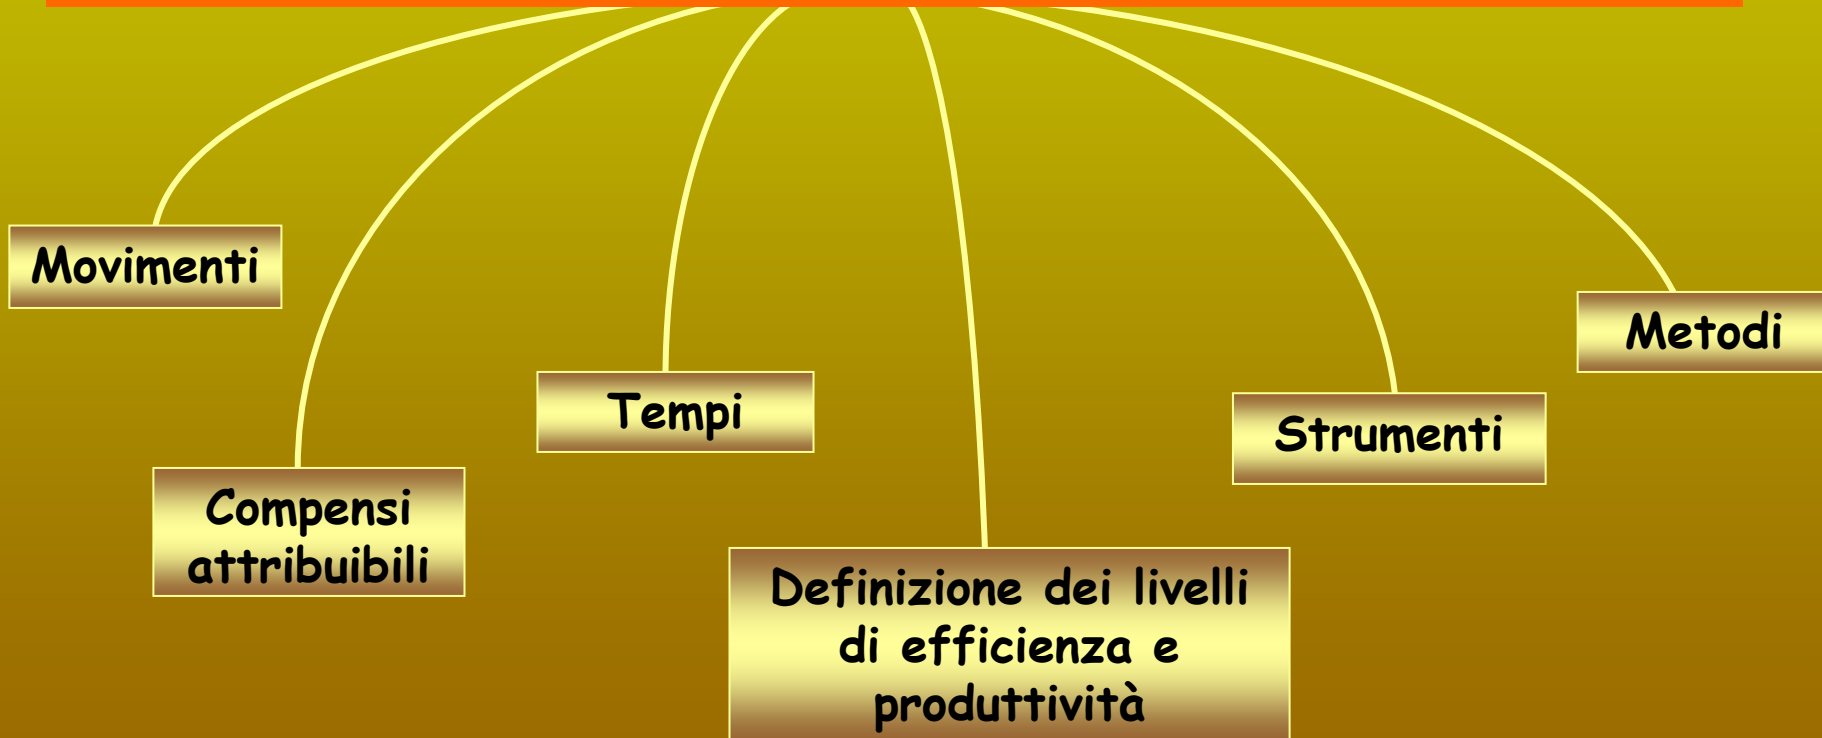 Movimenti
Metodi
Tempi
Strumenti
Compensi
attribuibili
Definizione dei livelli
di efficienza e
produttività